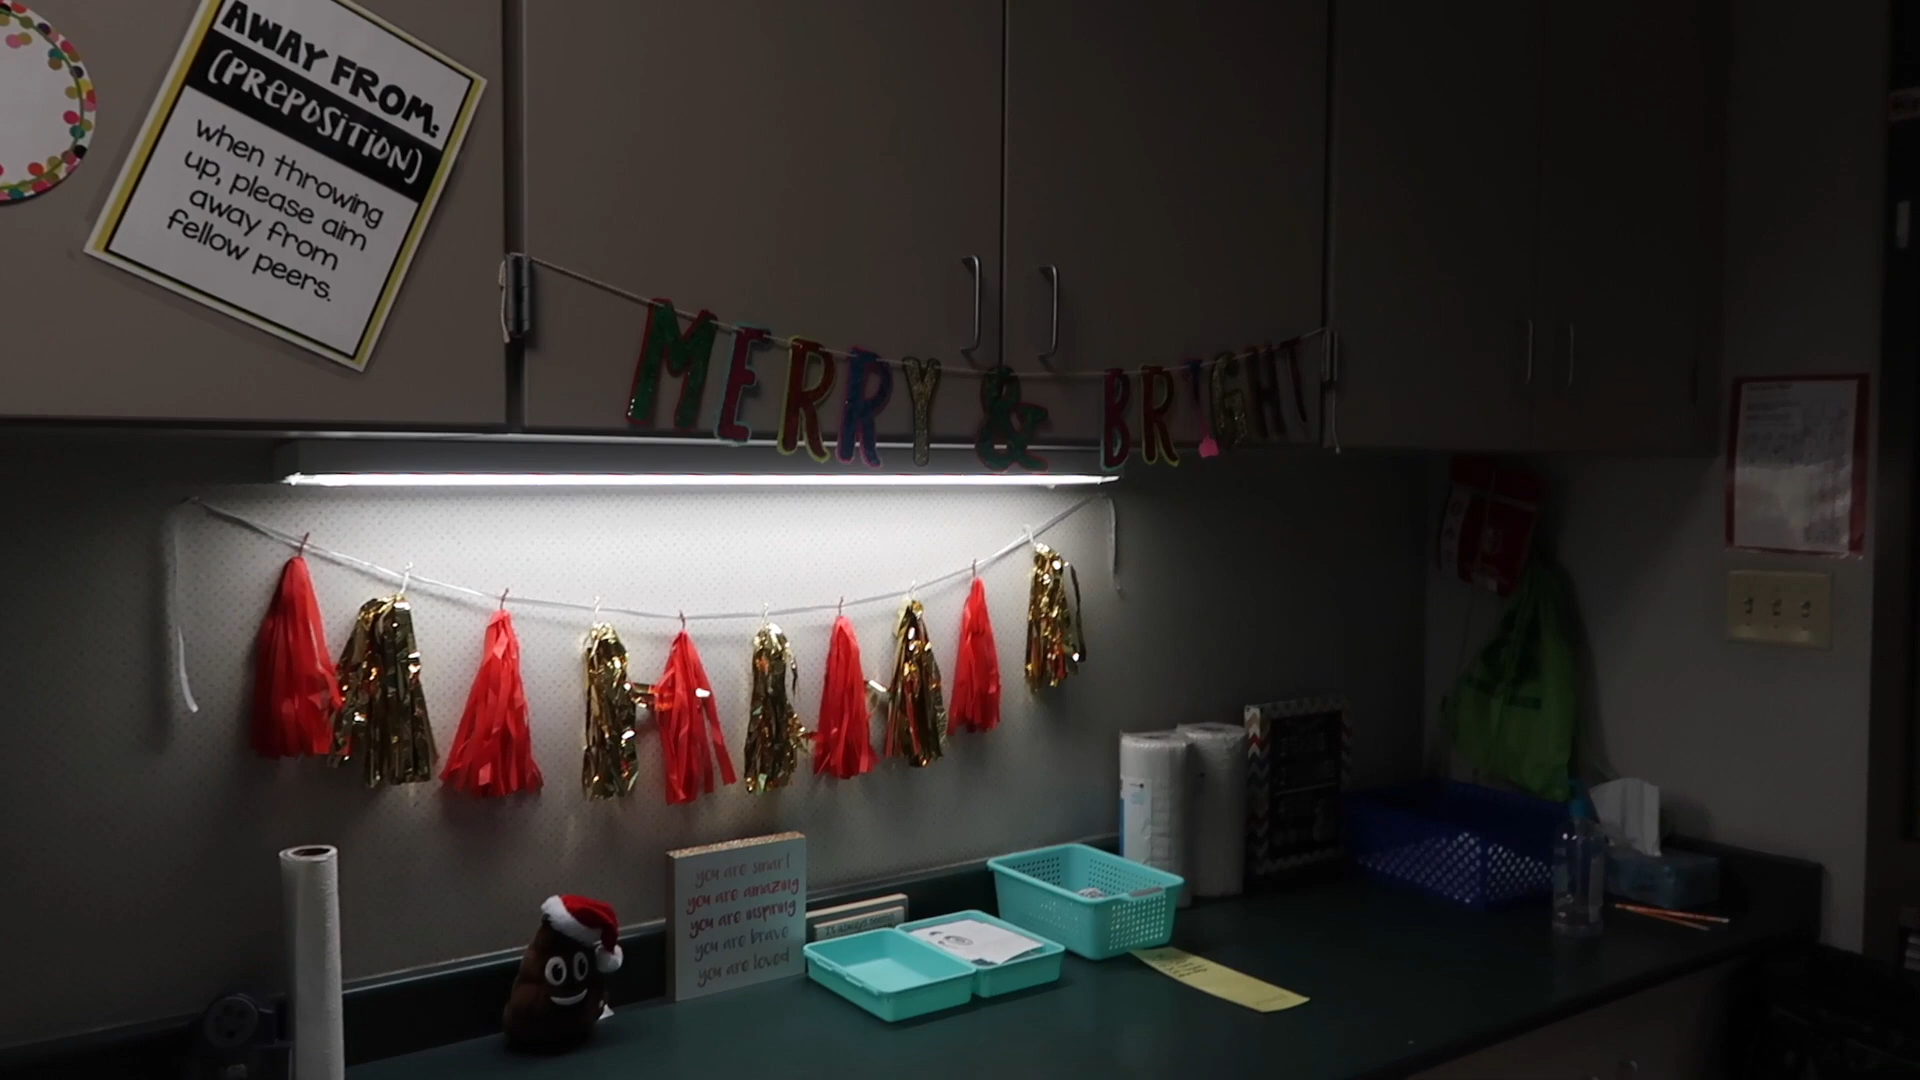 AWAY FROM:
(PREPOSITION)
when throwing
up, please aim
away from
fellow peers.
MERRY & BRIGHT
you are smart
you are amazing
you are inspiring
you are brave
you are loved